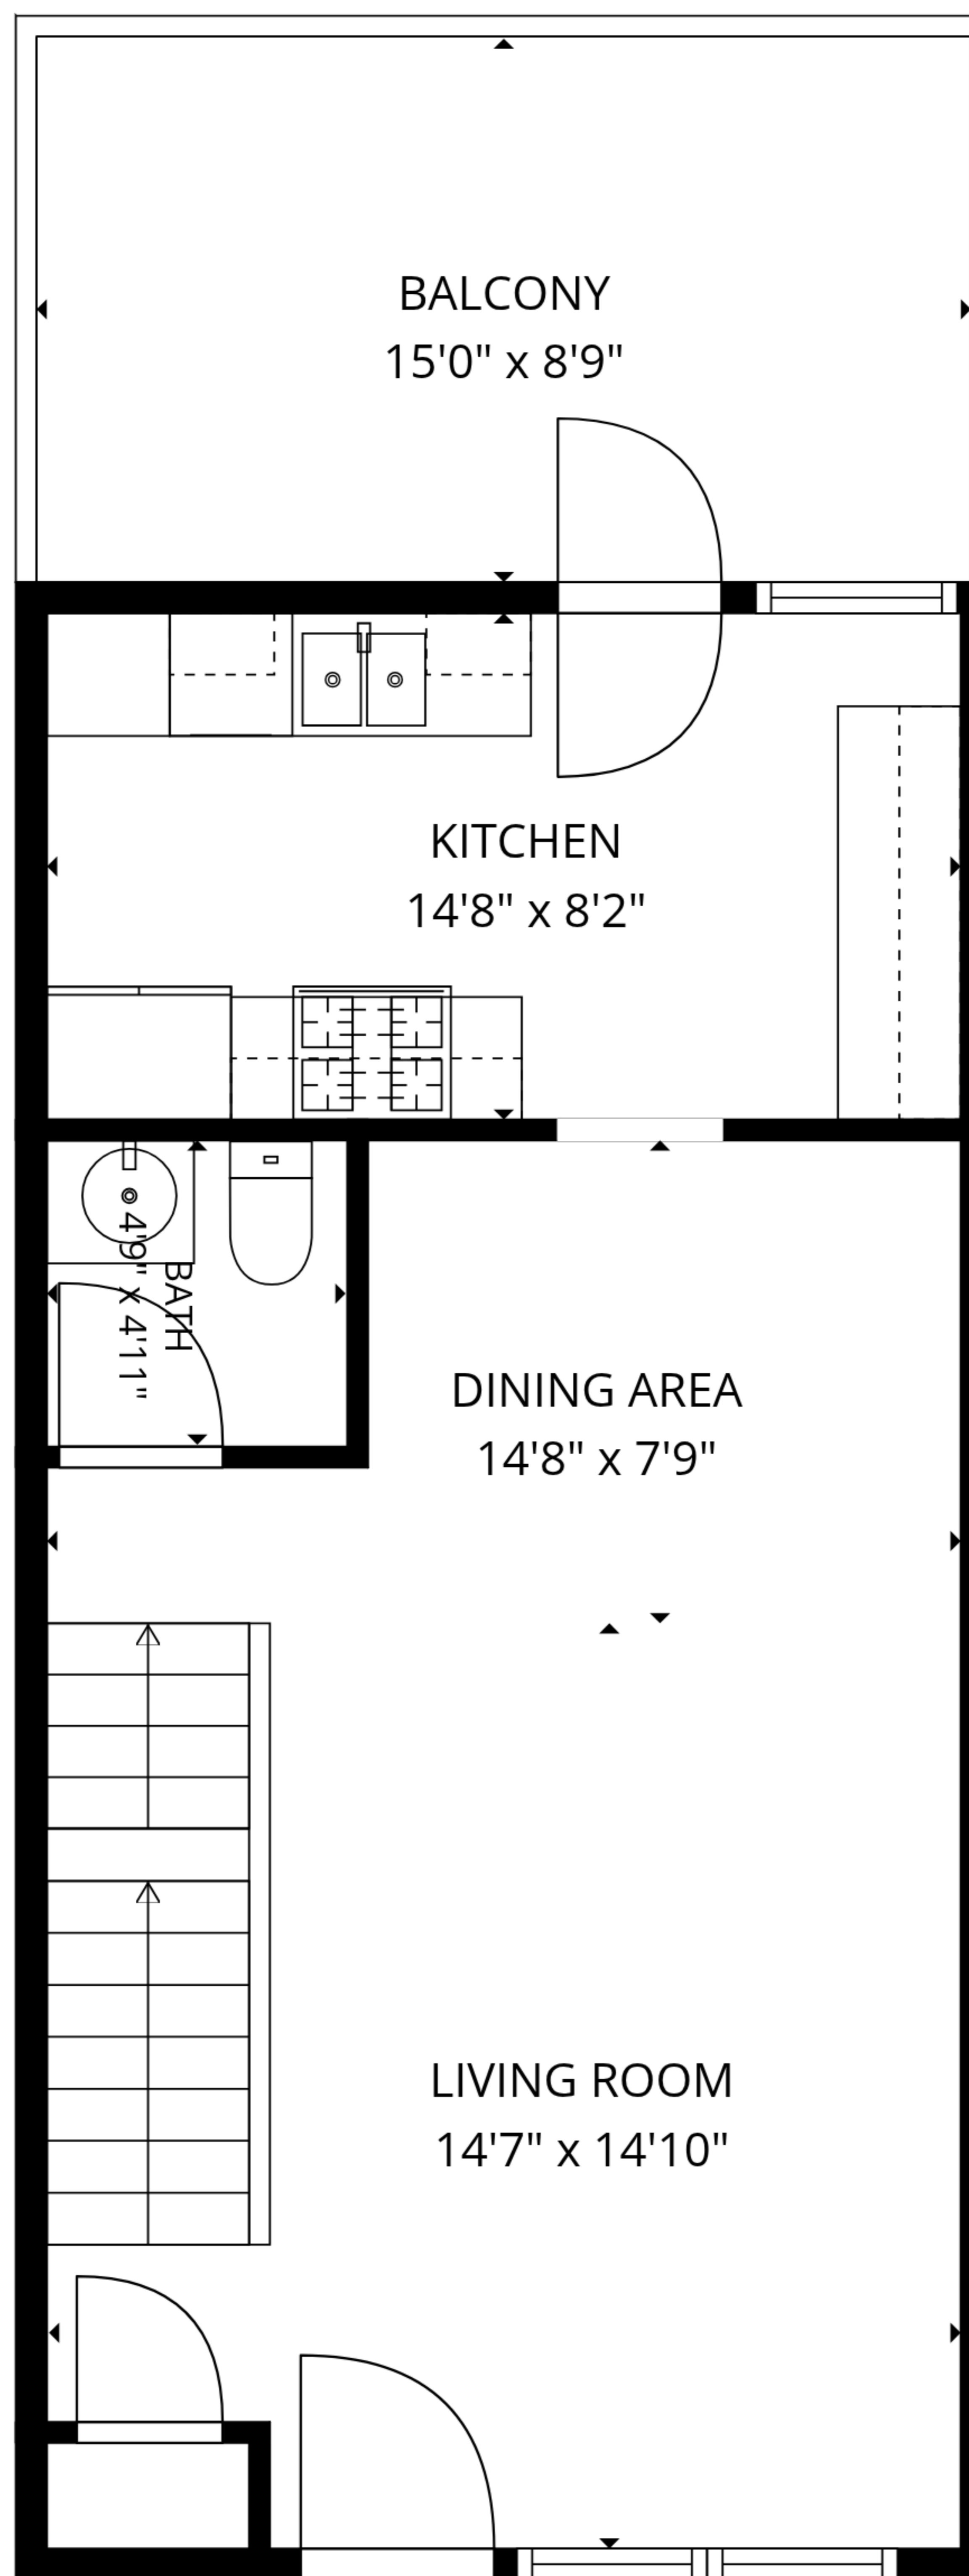 BALCONY
15'0" x 8'9"
KITCHEN
14'8" x 8'2"
BATH
4'9" x 4'11"
DINING AREA
14'8" x 7'9"
LIVING ROOM
14'7" x 14'10"